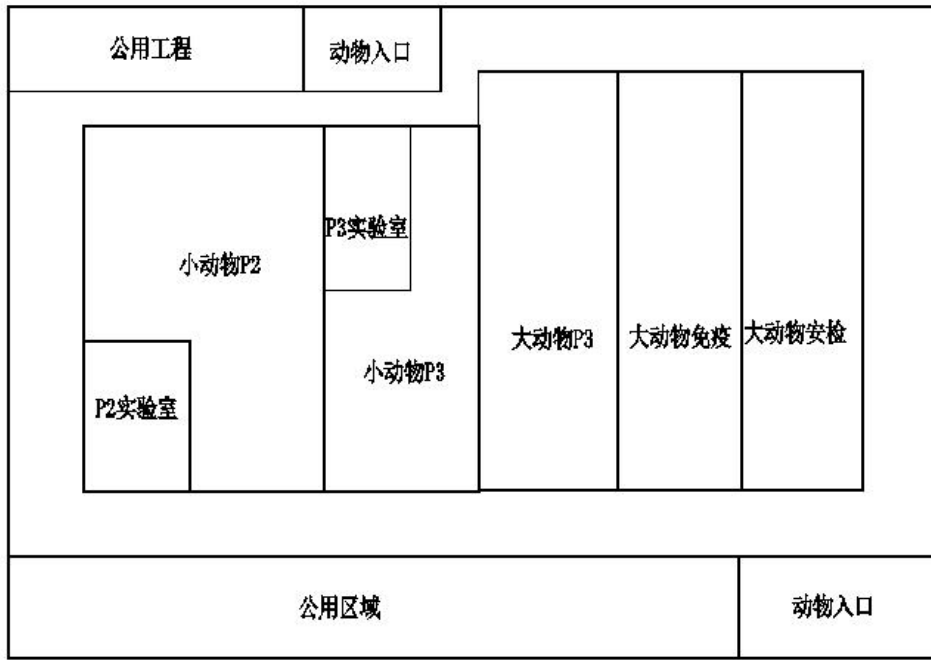 公用工程
动物入口
P3实验室
小动物P2
大动物P3
大动物免疫
大动物安检
小动物P3
P2实验室
公用区域
动物入口